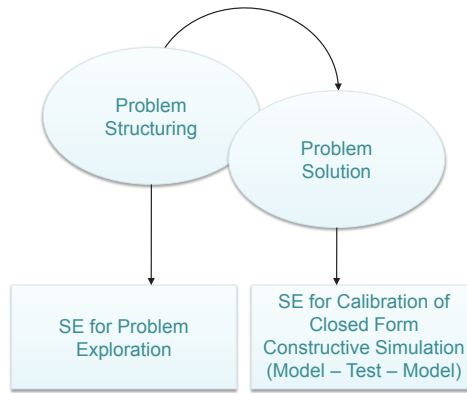 Problem
Structuring
Problem
Solution
SE for Problem
Exploration
SE for Calibration of
Closed Form
Constructive Simulation
(Model – Test – Model)